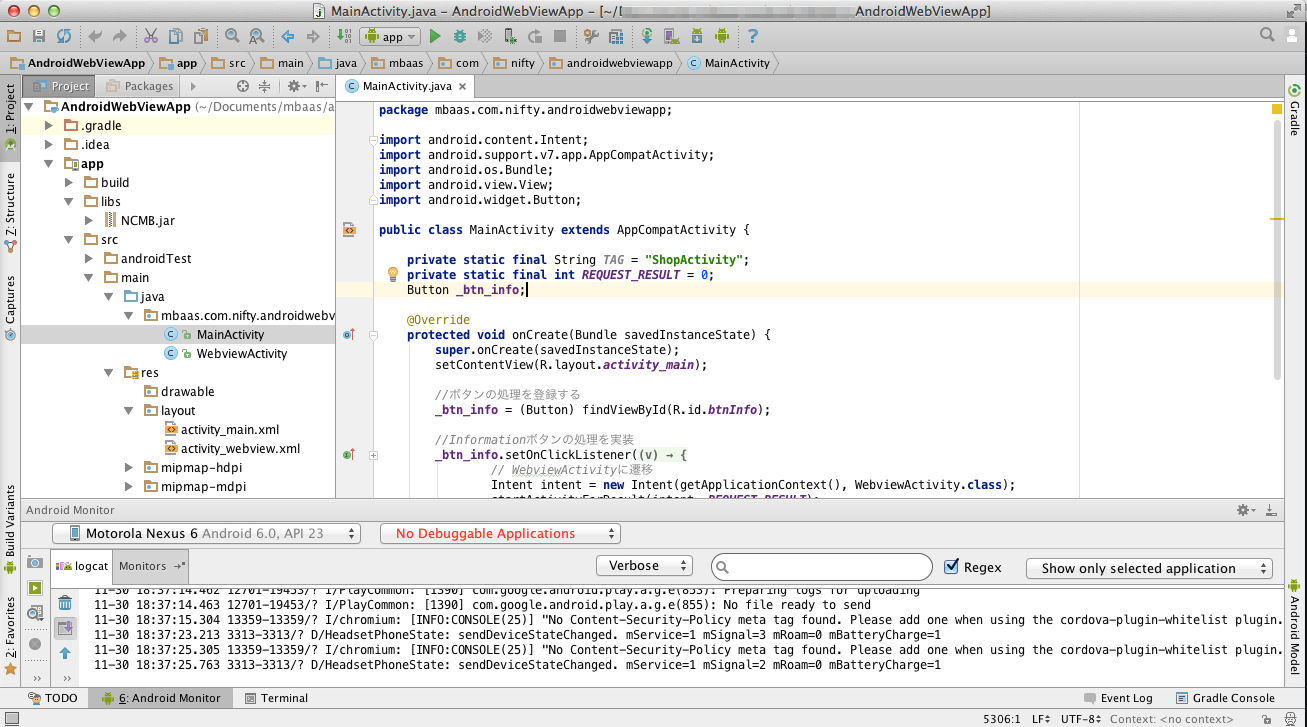 MainActivity.java – AndroidWebViewApp – [~/D AndroidWebViewApp]
app
?
AndroidWebViewApp app src main java mbaas com nifty androidwebviewapp MainActivity
Project Packages
MainActivity.java ×
1: Project
Z: Structure
Captures
Build Variants
2: Favorites
AndroidWebViewApp (~/Documents/mbaas/a
.gradle
.idea
app
build
libs
NCMB.jar
src
androidTest
main
java
mbaas.com.nifty.androidwebv
MainActivity
WebviewActivity
res
drawable
layout
activity_main.xml
activity_webview.xml
mipmap-hdpi
mipmap-mdpi
package mbaas.com.nifty.androidwebviewapp;
import android.content.Intent;
import android.support.v7.app.AppCompatActivity;
import android.os.Bundle;
import android.view.View;
import android.widget.Button;
public class MainActivity extends AppCompatActivity {
private static final String TAG = "ShopActivity";
private static final int REQUEST_RESULT = 0;
Button _btn_info;
@Override
protected void onCreate(Bundle savedInstanceState) {
super.onCreate(savedInstanceState);
setContentView(R.layout.activity_main);
//ボタンの処理を登録する
_btn_info = (Button) findViewById(R.id.btnInfo);
//Informationボタンの処理を実装
_btn_info.setOnClickListener((v) → {
// WebviewActivityに遷移
Intent intent = new Intent(getApplicationContext(), WebviewActivity.class);
startActivityForResult(intent, REQUEST_RESULT);
Gradle
Android Model
Android Monitor
Motorola Nexus 6 Android 6.0, API 23
No Debuggable Applications
logcat Monitors
Verbose
Regex
Show only selected application
11-30 18:37:14.462 12701-19453/? I/PlayCommon: [1390] com.google.android.play.a.g.e(853): Preparing logs for uploading
11-30 18:37:14.463 12701-19453/? I/PlayCommon: [1390] com.google.android.play.a.g.e(855): No file ready to send
11-30 18:37:15.304 13359-13359/? I/chromium: [INFO:CONSOLE(25)] "No Content-Security-Policy meta tag found. Please add one when using the cordova-plugin-whitelist plugin.
11-30 18:37:23.213 3313-3313/? D/HeadsetPhoneState: sendDeviceStateChanged. mService=1 mSignal=3 mRoam=0 mBatteryCharge=1
11-30 18:37:25.305 13359-13359/? I/chromium: [INFO:CONSOLE(25)] "No Content-Security-Policy meta tag found. Please add one when using the cordova-plugin-whitelist plugin.
11-30 18:37:25.763 3313-3313/? D/HeadsetPhoneState: sendDeviceStateChanged. mService=1 mSignal=2 mRoam=0 mBatteryCharge=1
TODO
6: Android Monitor
Terminal
Event Log
Gradle Console
5306:1 LF UTF-8 Context: <no context>